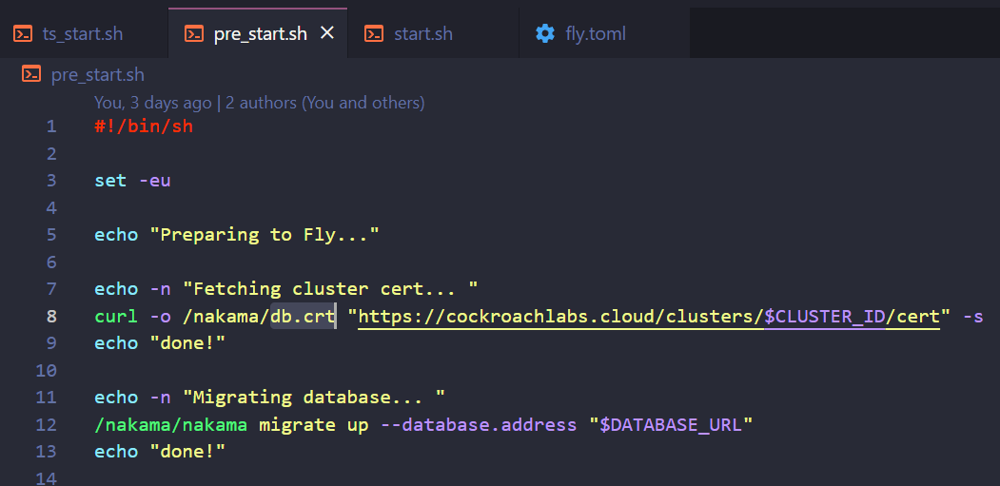 ts_start.sh pre_start.sh start.sh fly.toml
pre_start.sh
You, 3 days ago | 2 authors (You and others)
1 #!/bin/sh
2
3 set -eu
4
5 echo "Preparing to Fly..."
6
7 echo -n "Fetching cluster cert... "
8 curl -o /nakama/db.crt "https://cockroachlabs.cloud/clusters/$CLUSTER_ID/cert" -s
9 echo "done!"
10
11 echo -n "Migrating database... "
12 /nakama/nakama migrate up --database.address "$DATABASE_URL"
13 echo "done!"
14